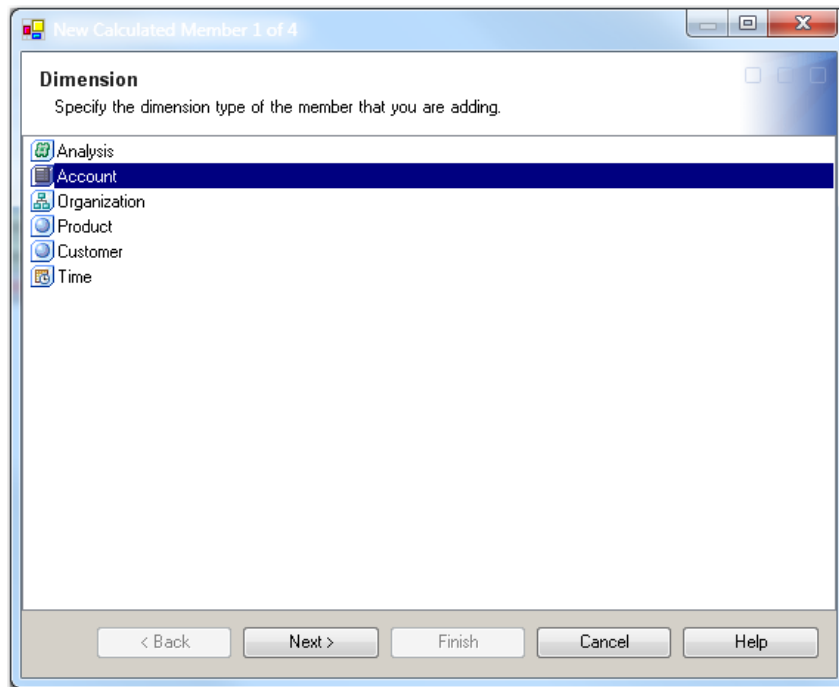 New Calculated Member 1 of 4
Dimension
Specify the dimension type of the member that you are adding.
Analysis
Account
Organization
Product
Customer
Time
< Back Next > Finish Cancel Help